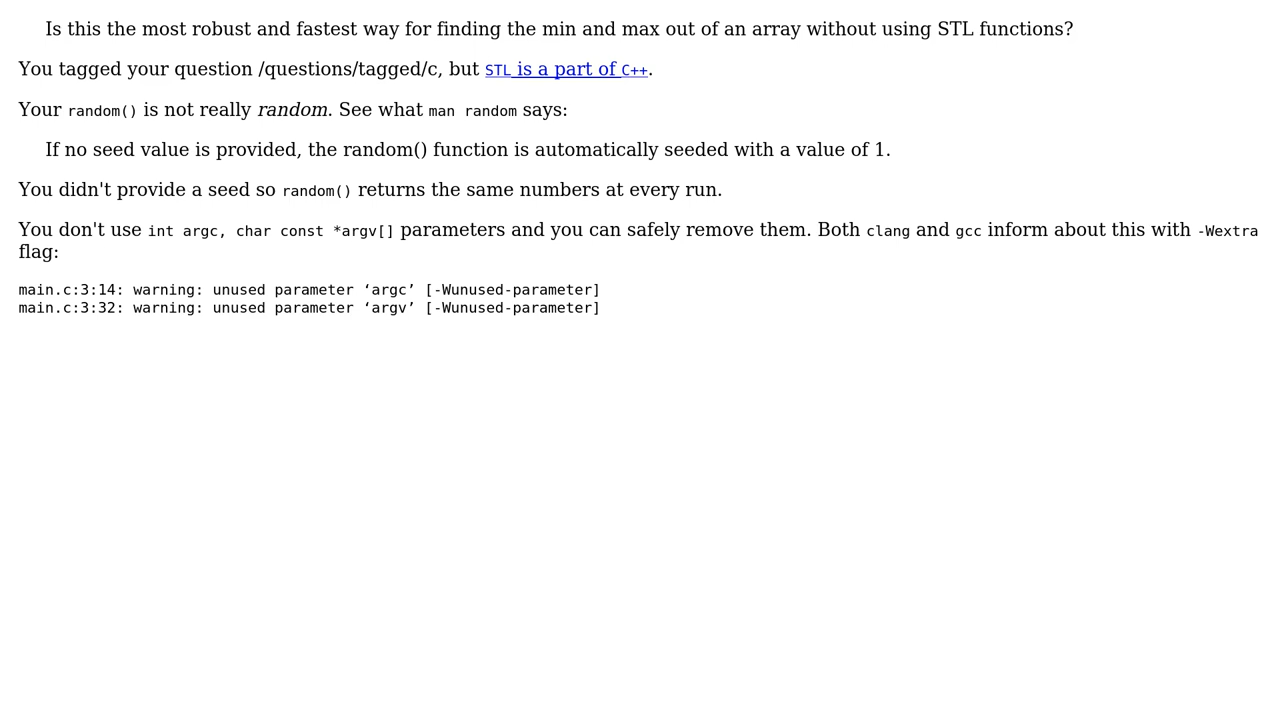 Is this the most robust and fastest way for finding the min and max out of an array without using STL functions?
You tagged your question /questions/tagged/c, but STL is a part of C++.
Your random() is not really random. See what man random says:
If no seed value is provided, the random() function is automatically seeded with a value of 1.
You didn't provide a seed so random() returns the same numbers at every run.
You don't use int argc, char const *argv[] parameters and you can safely remove them. Both clang and gcc inform about this with -Wextra
flag:
main.c:3:14: warning: unused parameter ‘argc’ [-Wunused-parameter]
main.c:3:32: warning: unused parameter ‘argv’ [-Wunused-parameter]